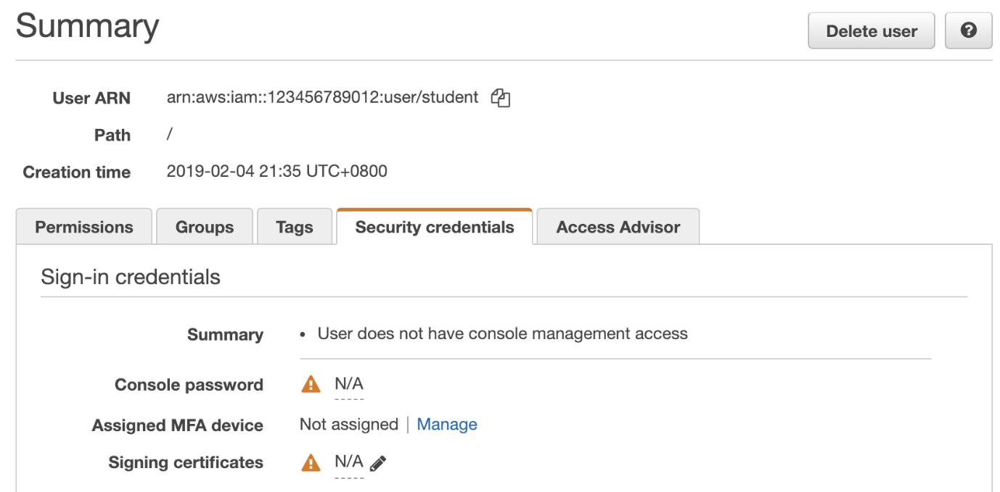 Summary
Delete user
?
User ARN arn:aws:iam::123456789012:user/student
Path /
Creation time 2019-02-04 21:35 UTC+0800
Permissions Groups Tags Security credentials Access Advisor
Sign-in credentials
Summary • User does not have console management access
Console password N/A
Assigned MFA device Not assigned | Manage
Signing certificates N/A